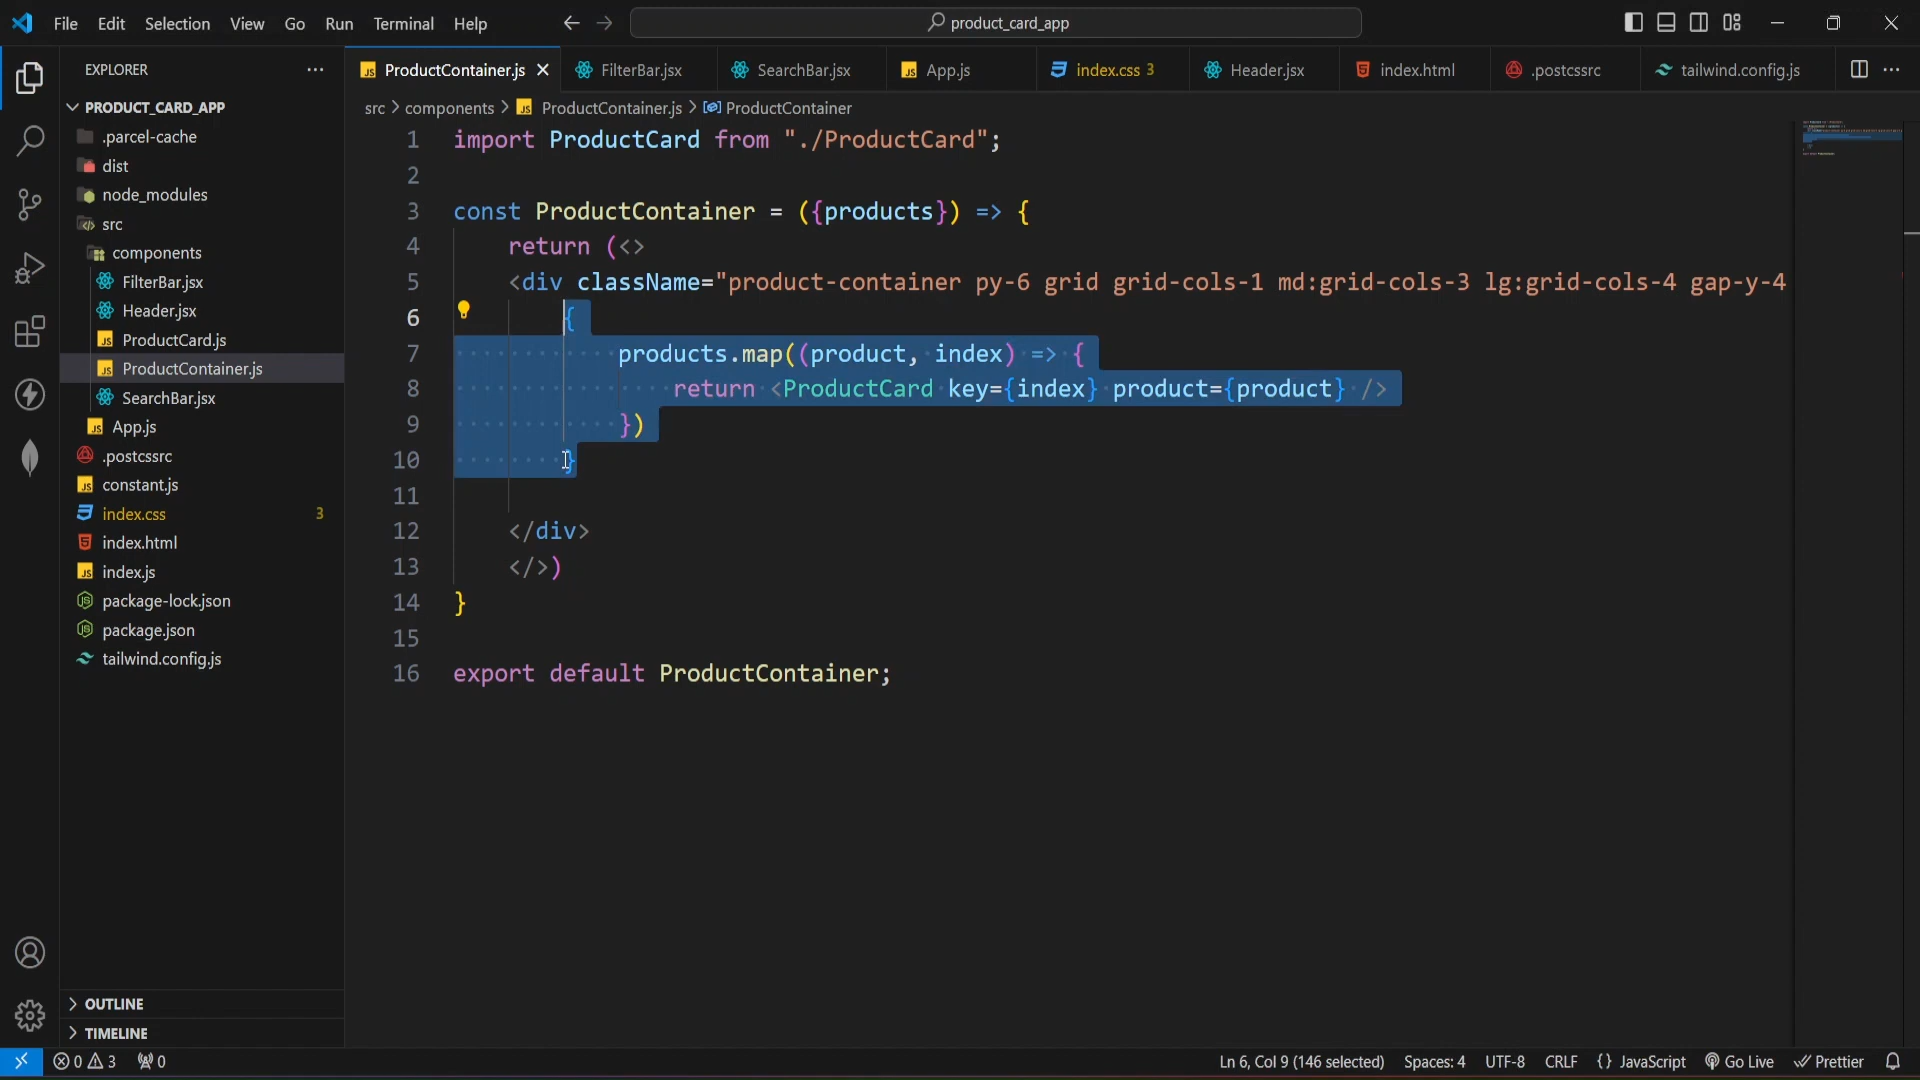 File Edit Selection View Go Run Terminal Help product_card_app
EXPLORER
PRODUCT_CARD_APP
.parcel-cache
dist
node_modules
src
components
FilterBar.jsx
Header.jsx
ProductCard.js
ProductContainer.js
SearchBar.jsx
App.js
.postcssrc
constant.js
index.css 3
index.html
index.js
package-lock.json
package.json
tailwind.config.js
OUTLINE
TIMELINE
ProductContainer.js FilterBar.jsx SearchBar.jsx App.js index.css 3 Header.jsx index.html .postcssrc tailwind.config.js
src > components > ProductContainer.js > ProductContainer
1 import ProductCard from "./ProductCard";
2
3 const ProductContainer = ({products}) => {
4 return (<>
5 <div className="product-container py-6 grid grid-cols-1 md:grid-cols-3 lg:grid-cols-4 gap-y-4
6 {
7 products.map((product, index) => {
8 return <ProductCard key={index} product={product} />
9 })
10 }
11
12 </div>
13 </>)
14 }
15
16 export default ProductContainer;
0 3 0 Ln 6, Col 9 (146 selected) Spaces: 4 UTF-8 CRLF {} JavaScript Go Live Prettier